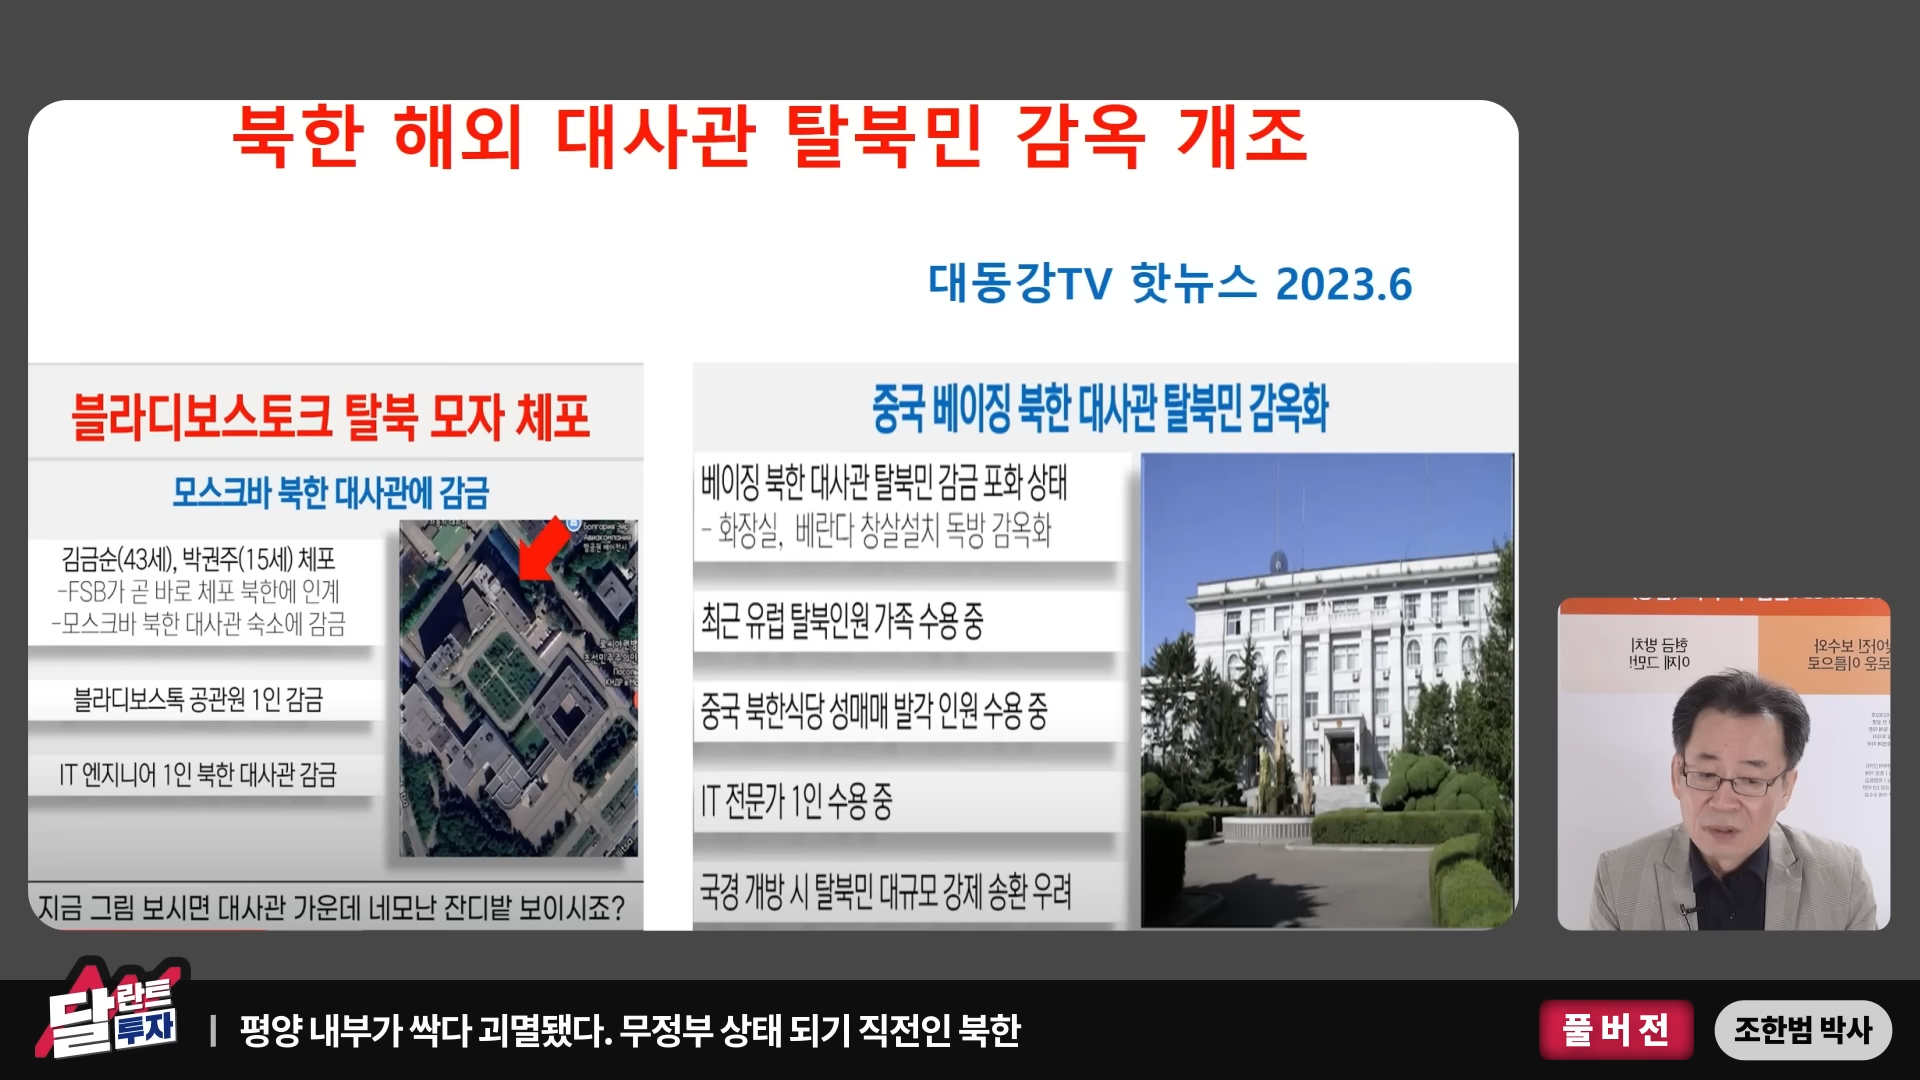 북한 해외 대사관 탈북민 감옥 개조
대동강TV 핫뉴스 2023.6
블라디보스토크 탈북 모자 체포
모스크바 북한 대사관에 감금
김금순(43세), 박권주(15세) 체포
-FSB가 곧 바로 체포 북한에 인계
-모스크바 북한 대사관 숙소에 감금
블라디보스톡 공관원 1인 감금
IT 엔지니어 1인 북한 대사관 감금
지금 그림 보시면 대사관 가운데 네모난 잔디밭 보이시죠?
중국 베이징 북한 대사관 탈북민 감옥화
베이징 북한 대사관 탈북민 감금 포화 상태
- 화장실, 베란다 창살설치 독방 감옥화
최근 유럽 탈북인원 가족 수용 중
중국 북한식당 성매매 발각 인원 수용 중
IT 전문가 1인 수용 중
국경 개방 시 탈북민 대규모 강제 송환 우려
현금 방치
이제 그만!
달란트
투자
평양 내부가 싹다 괴멸됐다. 무정부 상태 되기 직전인 북한
풀버전
조한범 박사